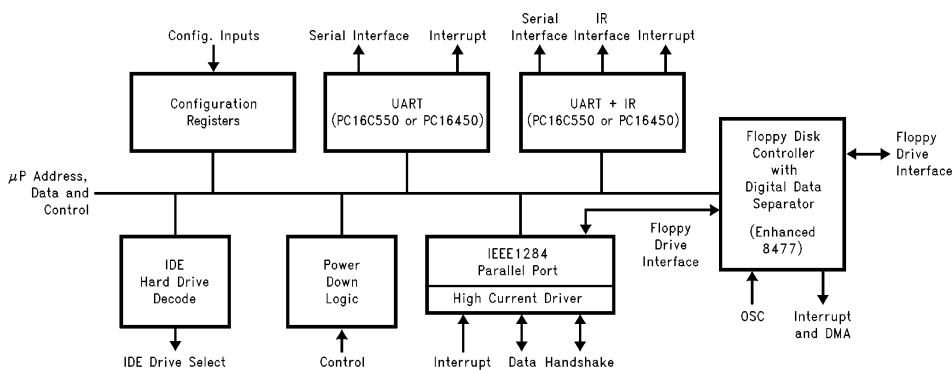 Config. Inputs
Serial Interface
Interrupt
Serial
Interface
IR
Interface
Interrupt
Configuration
Registers
UART
(PC16C550 or PC16450)
UART + IR
(PC16C550 or PC16450)
Floppy Disk
Controller
with
Digital Data
Separator
(Enhanced
8477)
Floppy
Drive
Interface
μP Address,
Data and
Control
IDE
Hard Drive
Decode
Power
Down
Logic
IEEE1284
Parallel Port
High Current Driver
Floppy
Drive
Interface
IDE Drive Select
Control
Interrupt
Data
Handshake
OSC
Interrupt
and DMA